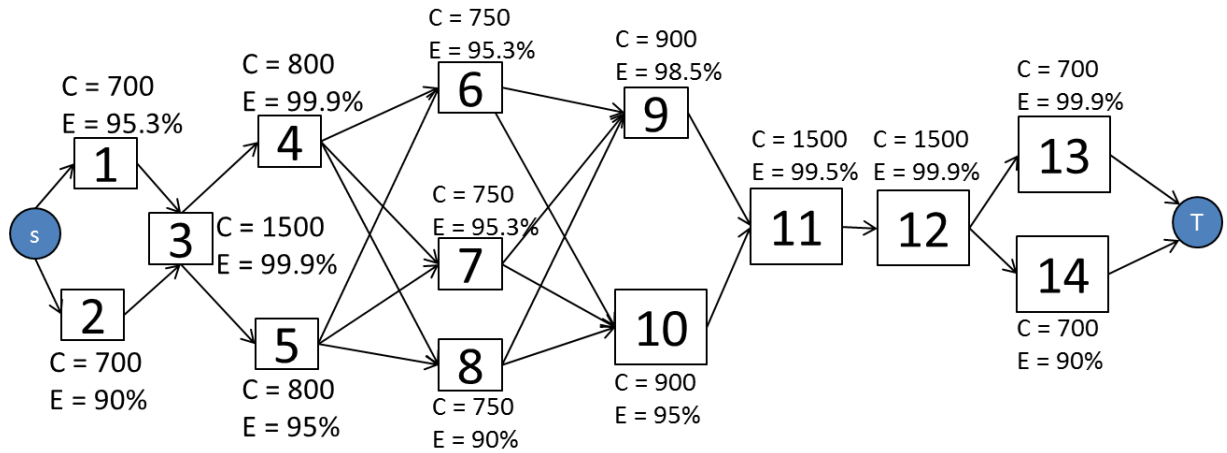 s
C = 700
E = 95.3%
1
2
C = 700
E = 90%
3
C = 1500
E = 99.9%
C = 800
E = 99.9%
4
5
C = 800
E = 95%
C = 750
E = 95.3%
6
C = 750
E = 95.3%
7
8
C = 750
E = 90%
C = 900
E = 98.5%
9
10
C = 900
E = 95%
C = 1500
E = 99.5%
11
C = 1500
E = 99.9%
12
C = 700
E = 99.9%
13
14
C = 700
E = 90%
T